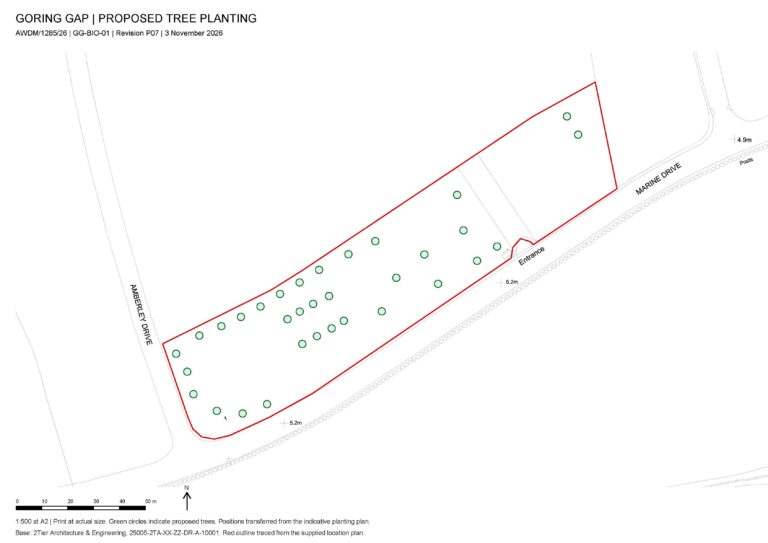 GORING GAP | PROPOSED TREE PLANTING
AWDM/1285/26 | GG-BIO-01 | Revision P07 | 3 November 2026
4.9m
Posts
MARINE DRIVE
Entrance
5.2m
AMBERLEY DRIVE
5.2m
N
0 10 20 30 40 50 m
1:500 at A2 | Print at actual size. Green circles indicate proposed trees. Positions transferred from the indicative planting plan.
Base: 2Tier Architecture & Engineering, 25005-2TA-XX-ZZ-DR-A-10001. Red outline traced from the supplied location plan.